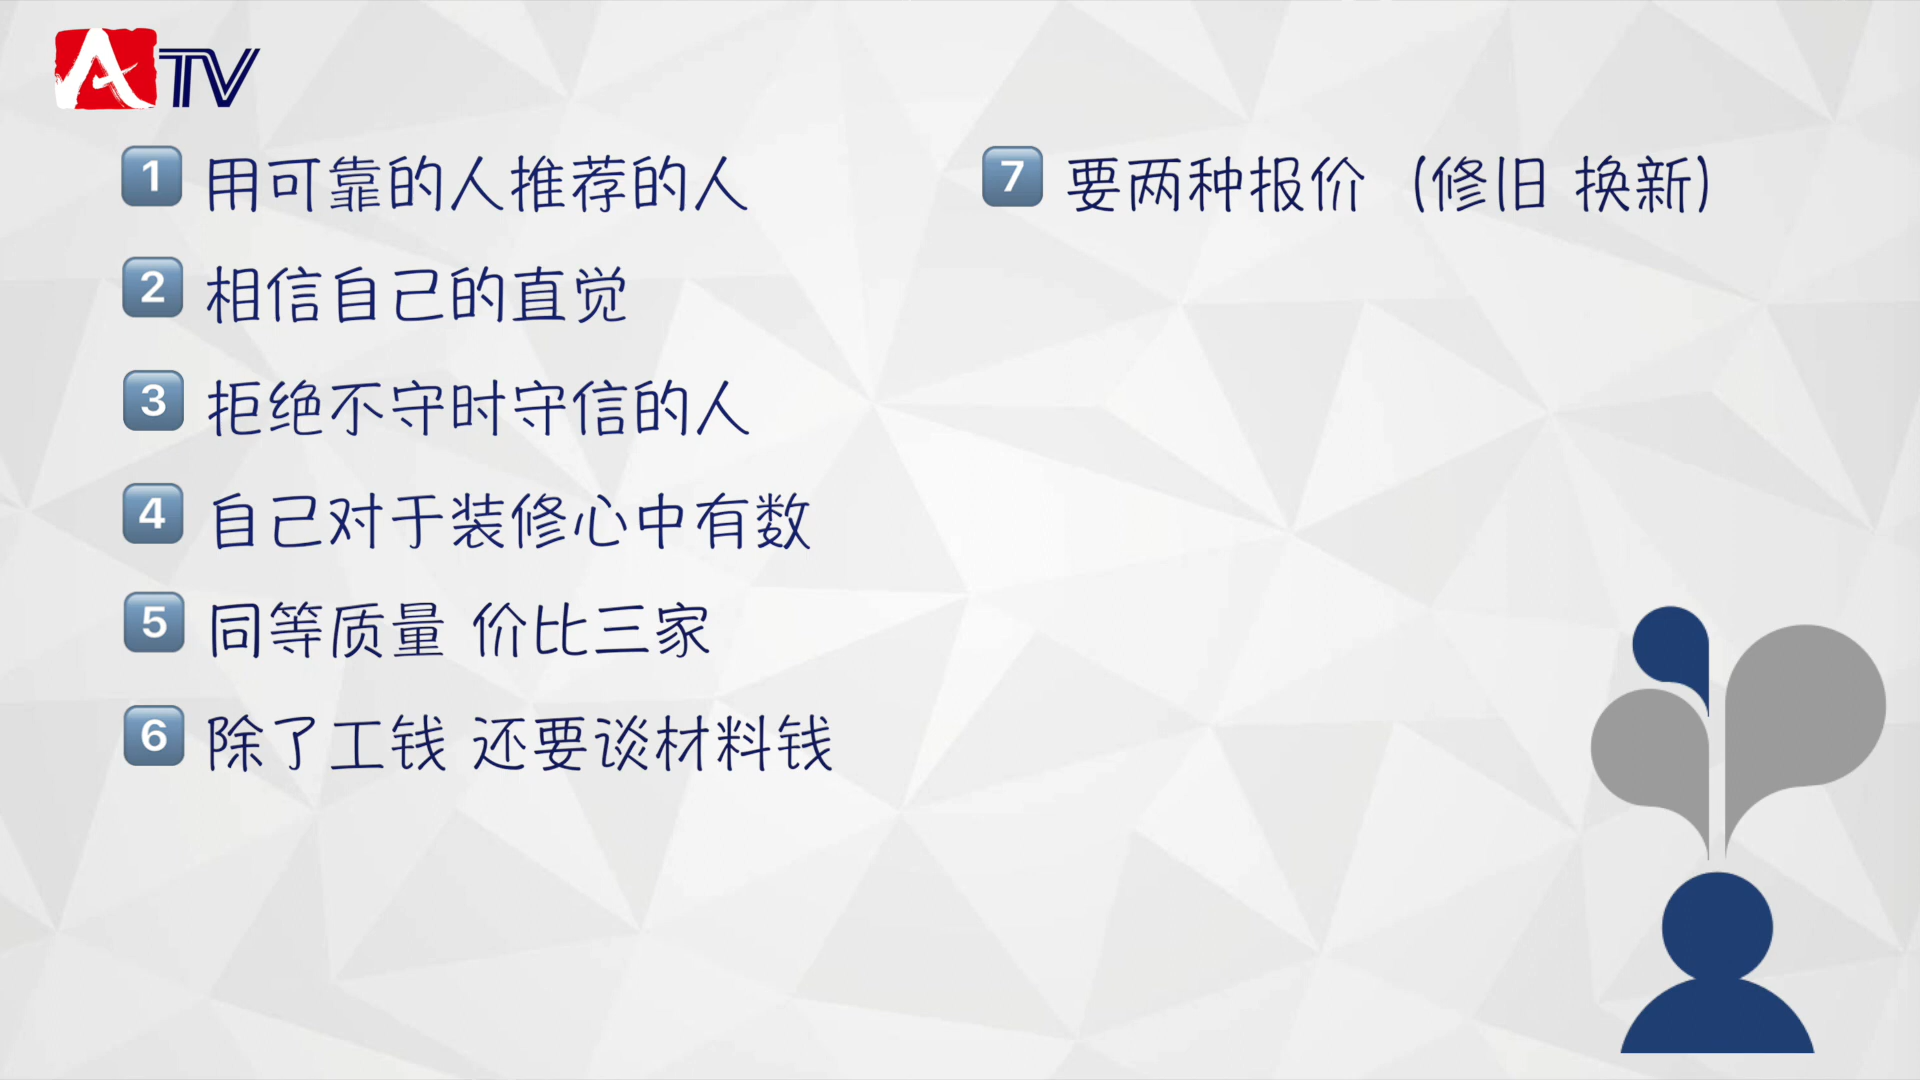 ATV
1 用可靠的人推荐的人
2 相信自己的直觉
3 拒绝不守时守信的人
4 自己对于装修心中有数
5 同等质量 价比三家
6 除了工钱 还要谈材料钱
7 要两种报价 (修旧 换新)